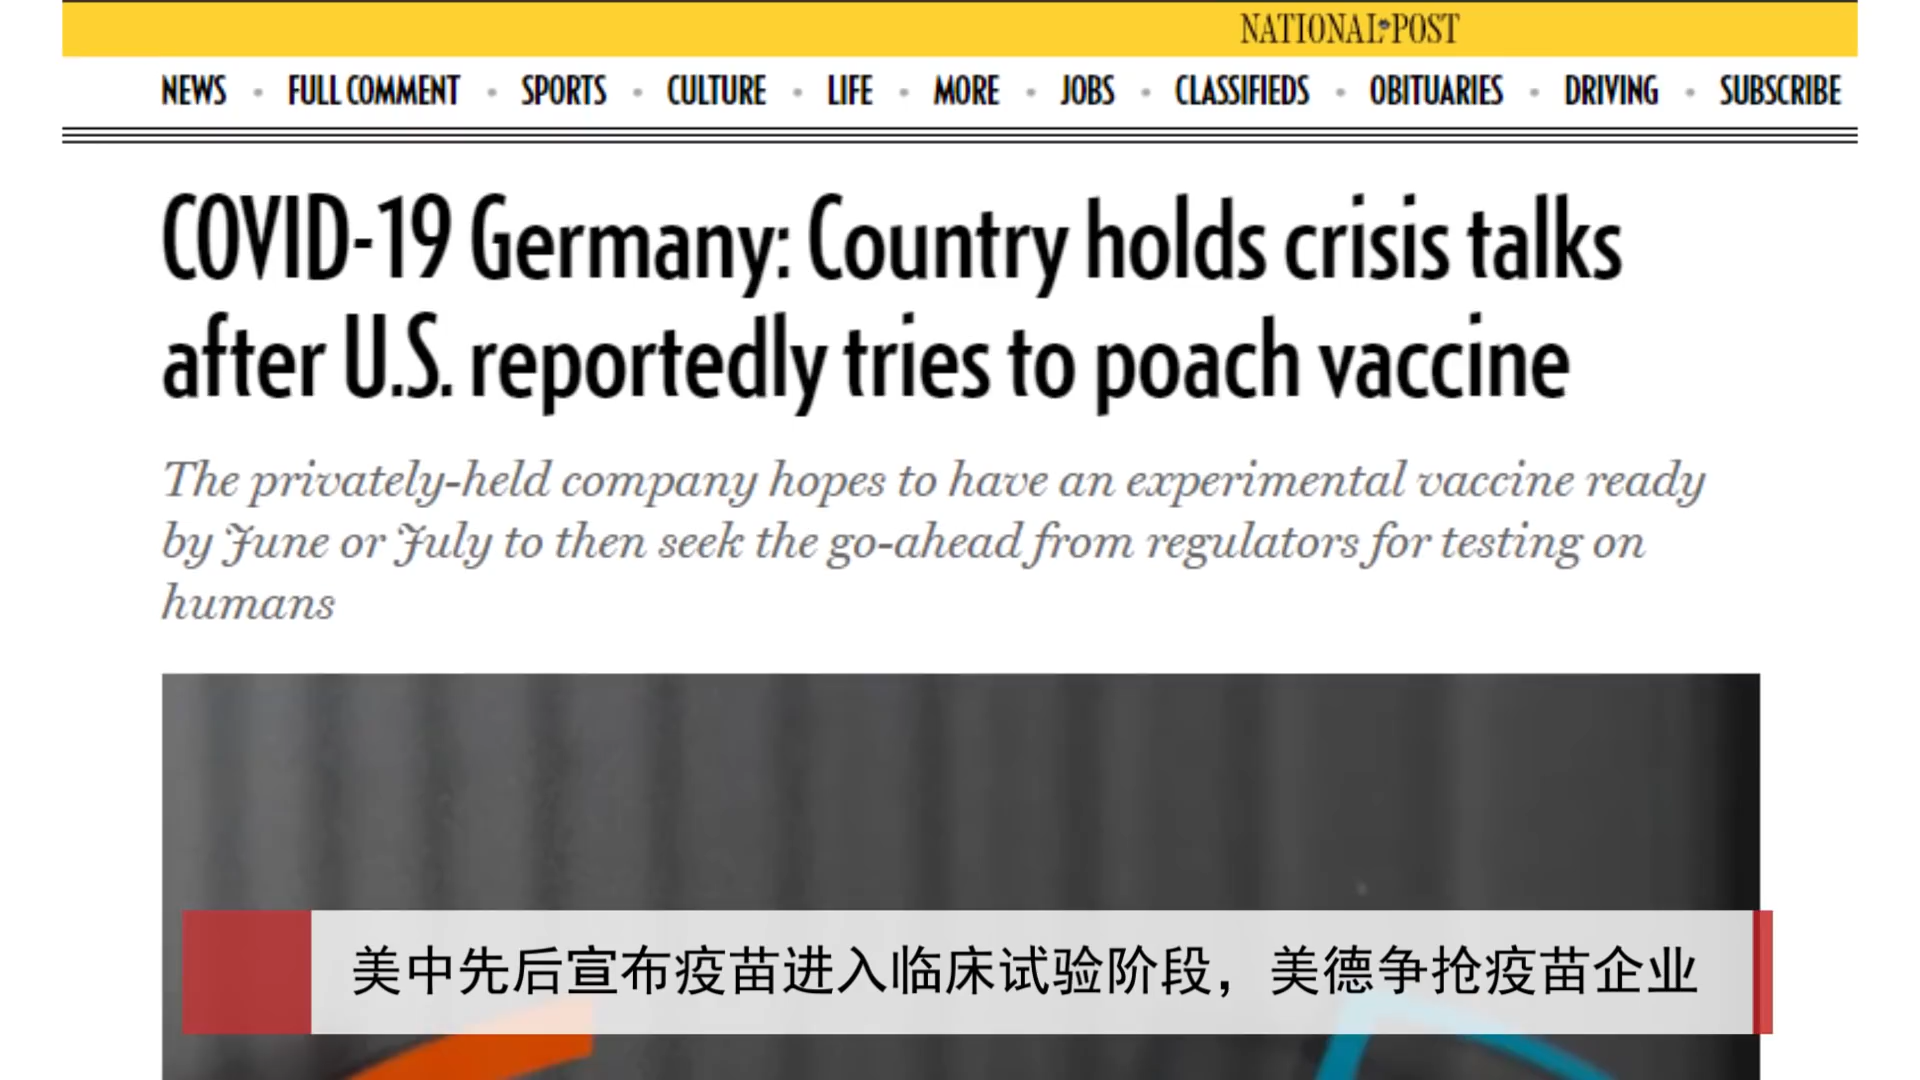 NATIONAL POST
NEWS • FULL COMMENT • SPORTS • CULTURE • LIFE • MORE • JOBS • CLASSIFIEDS • OBITUARIES • DRIVING • SUBSCRIBE
COVID-19 Germany: Country holds crisis talks
after U.S. reportedly tries to poach vaccine
The privately-held company hopes to have an experimental vaccine ready
by June or July to then seek the go-ahead from regulators for testing on
humans
美中先后宣布疫苗进入临床试验阶段，美德争抢疫苗企业